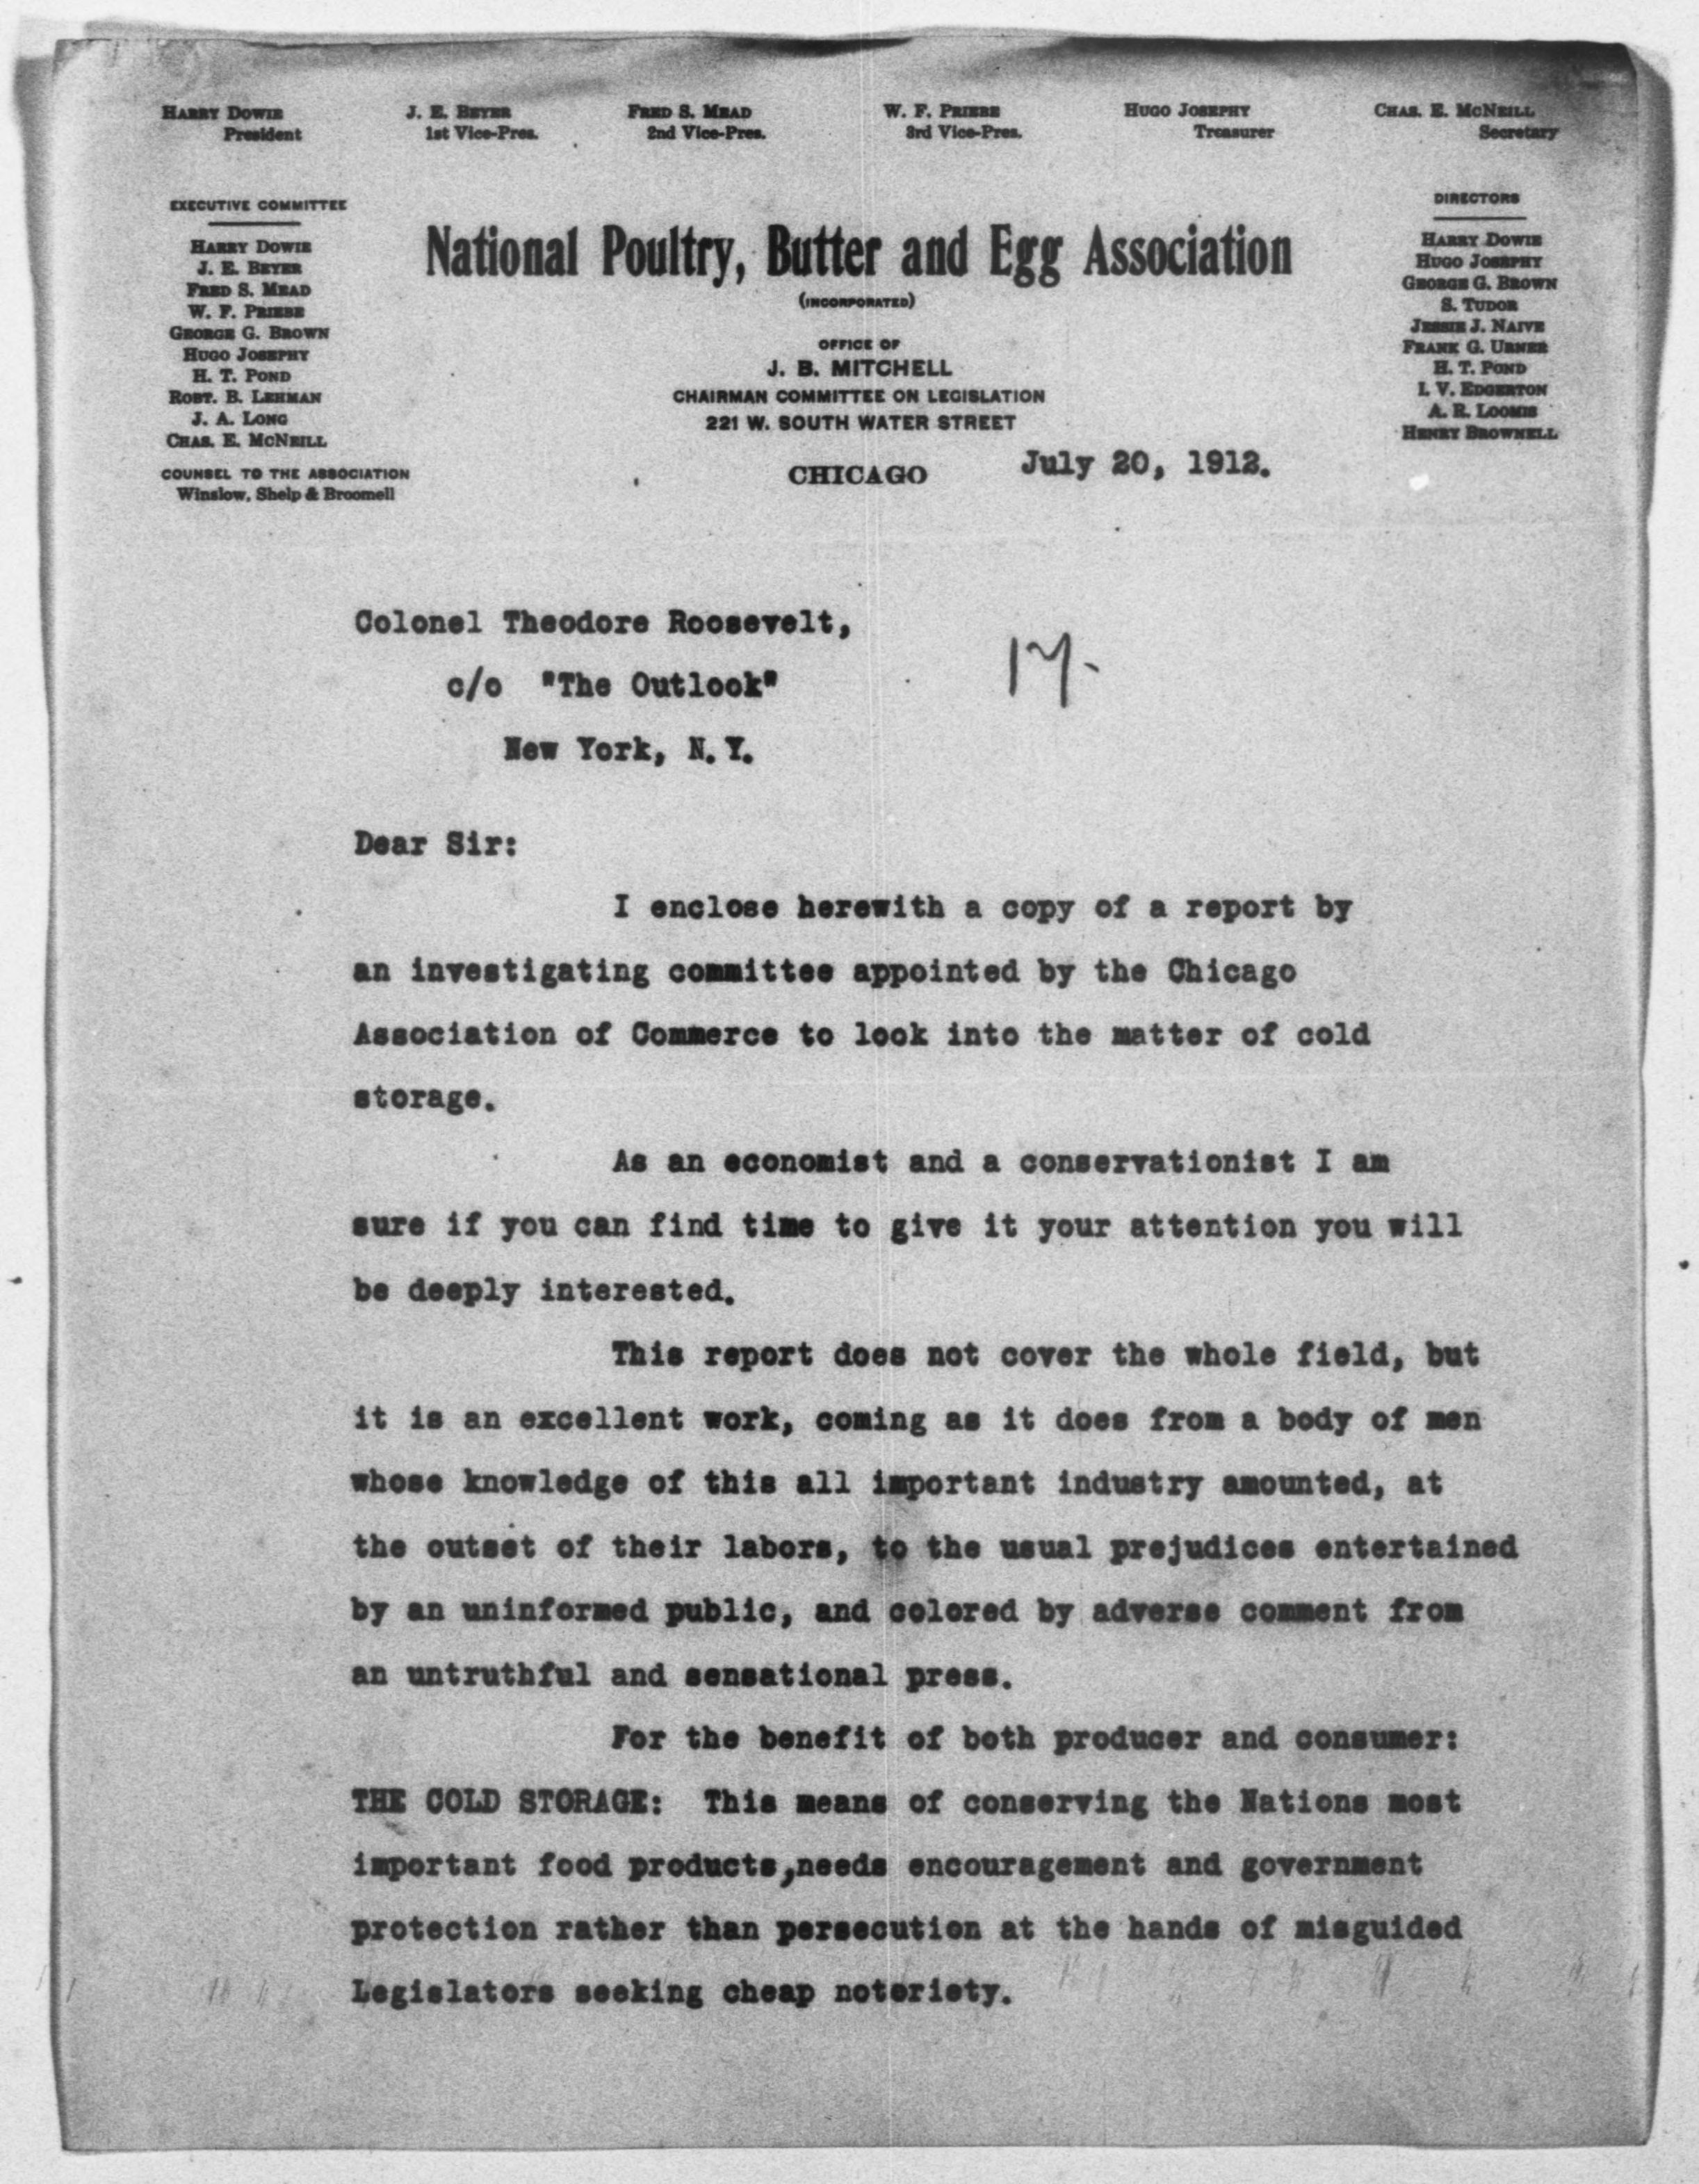 HARRY DOWIE
President
J. E. BEYER
1st Vice-Pres.
FRED S. MEAD
2nd Vice-Pres.
W. F. PRIEBE
3rd Vice-Pres.
HUGO JOSEPHY
Treasurer
CHAS. E. MCNEILL
Secretary
EXECUTIVE COMMITTEE
HARRY DOWIE
J. E. BEYER
FRED S. MEAD
W. F. PRIEBE
GEORGE G. BROWN
HUGO JOSEPHY
H. T. POND
ROBT. B. LEHMAN
J. A. LONG
CHAS. E. MCNEILL
COUNSEL TO THE ASSOCIATION
Winslow, Shelp & Broomell
National Poultry, Butter and Egg Association
(INCORPORATED)
OFFICE OF
J. B. MITCHELL
CHAIRMAN COMMITTEE ON LEGISLATION
221 W. SOUTH WATER STREET
CHICAGO July 20, 1912.
DIRECTORS
HARRY DOWIE
HUGO JOSEPHY
GEORGE G. BROWN
S. TUDOR
JESSIE J. NAIVE
FRANK G. URNER
H. T. POND
I. V. EDGERTON
A. R. LOOMIS
HENRY BROWNELL
Colonel Theodore Roosevelt,
c/o "The Outlook"
New York, N.Y.
Dear Sir:
I enclose herewith a copy of a report by
an investigating committee appointed by the Chicago
Association of Commerce to look into the matter of cold
storage.
As an economist and a conservationist I am
sure if you can find time to give it your attention you will
be deeply interested.
This report does not cover the whole field, but
it is an excellent work, coming as it does from a body of men
whose knowledge of this all important industry amounted, at
the outset of their labors, to the usual prejudices entertained
by an uninformed public, and colored by adverse comment from
an untruthful and sensational press.
For the benefit of both producer and consumer:
THE COLD STORAGE: This means of conserving the Nations most
important food products,needs encouragement and government
protection rather than persecution at the hands of misguided
Legislators seeking cheap notoriety.